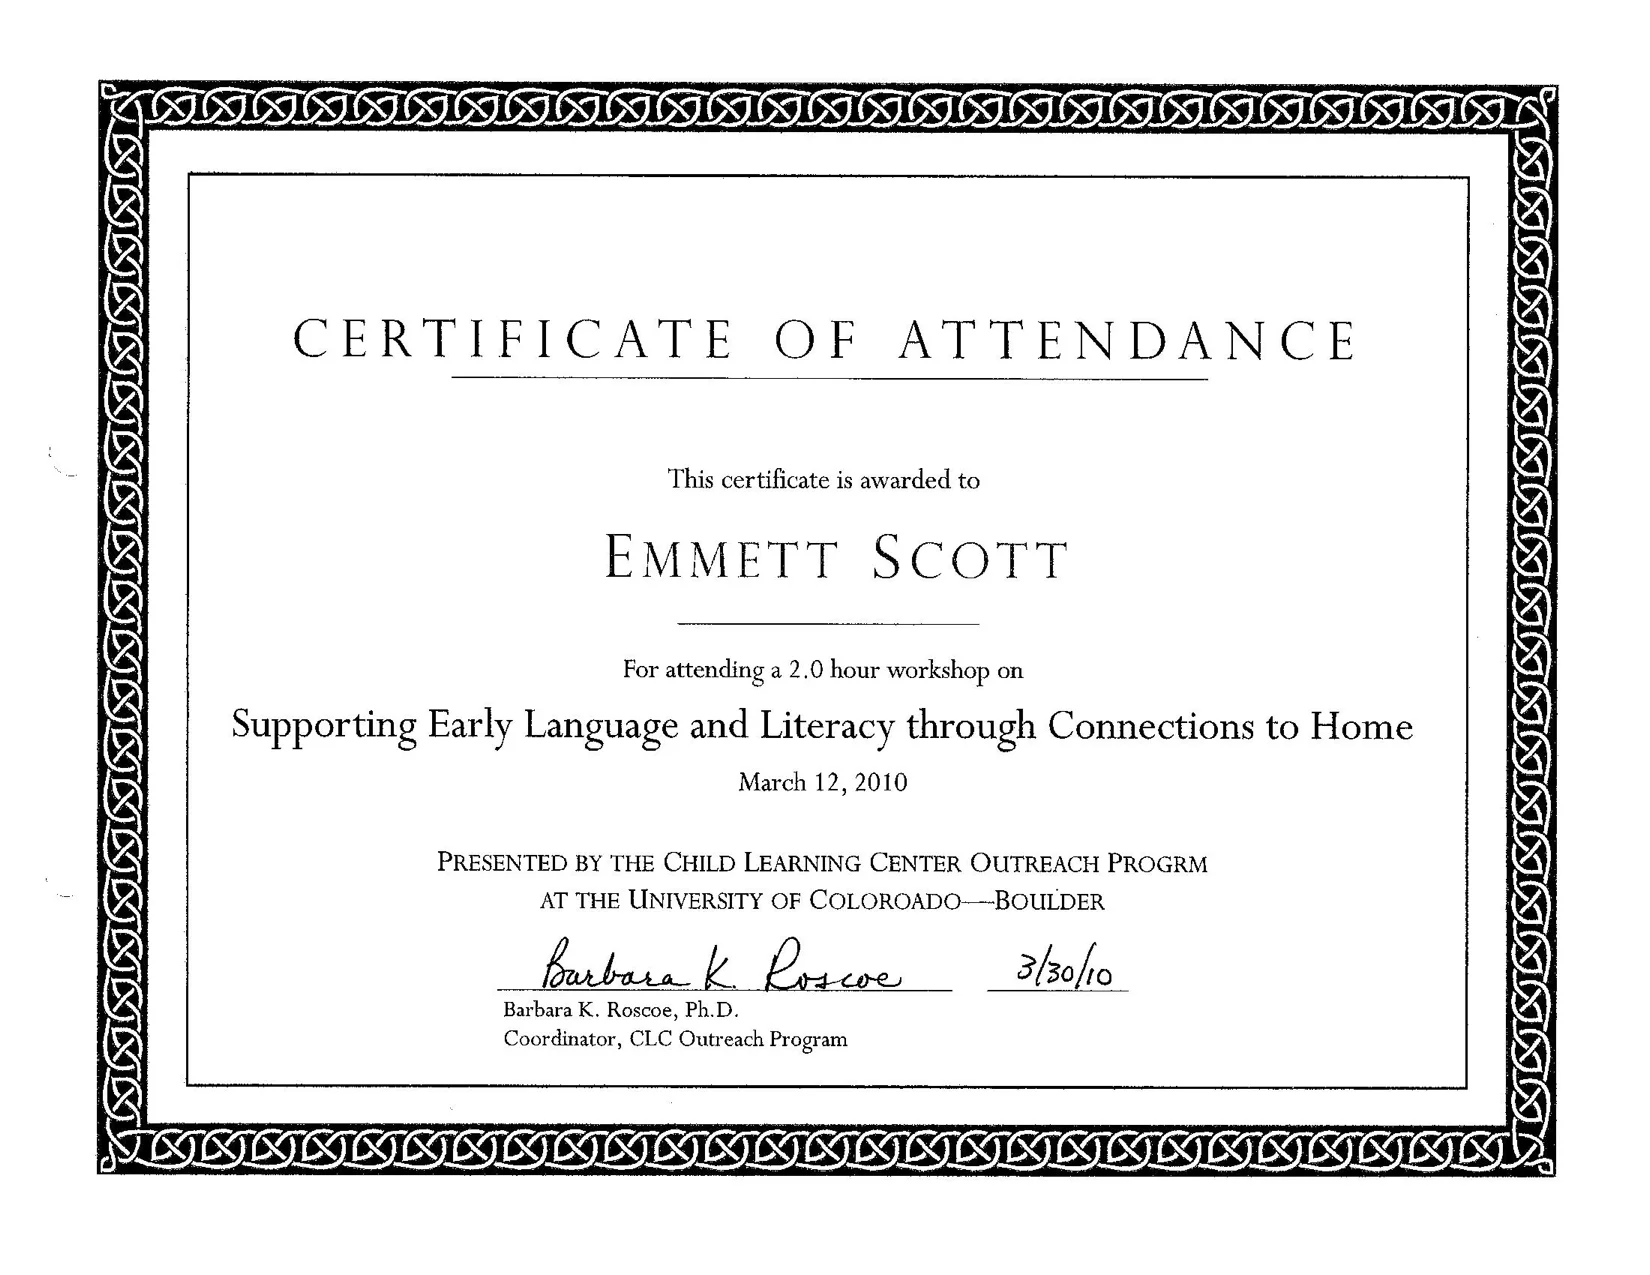 CERTIFICATE OF ATTENDANCE
This certificate is awarded to
EMMETT SCOTT
For attending a 2.0 hour workshop on
Supporting Early Language and Literacy through Connections to Home
March 12, 2010
PRESENTED BY THE CHILD LEARNING CENTER OUTREACH PROGRM
AT THE UNIVERSITY OF COLOROADO—BOULDER
Barbara K. Roscoe 3/30/10
Barbara K. Roscoe, Ph.D.
Coordinator, CLC Outreach Program